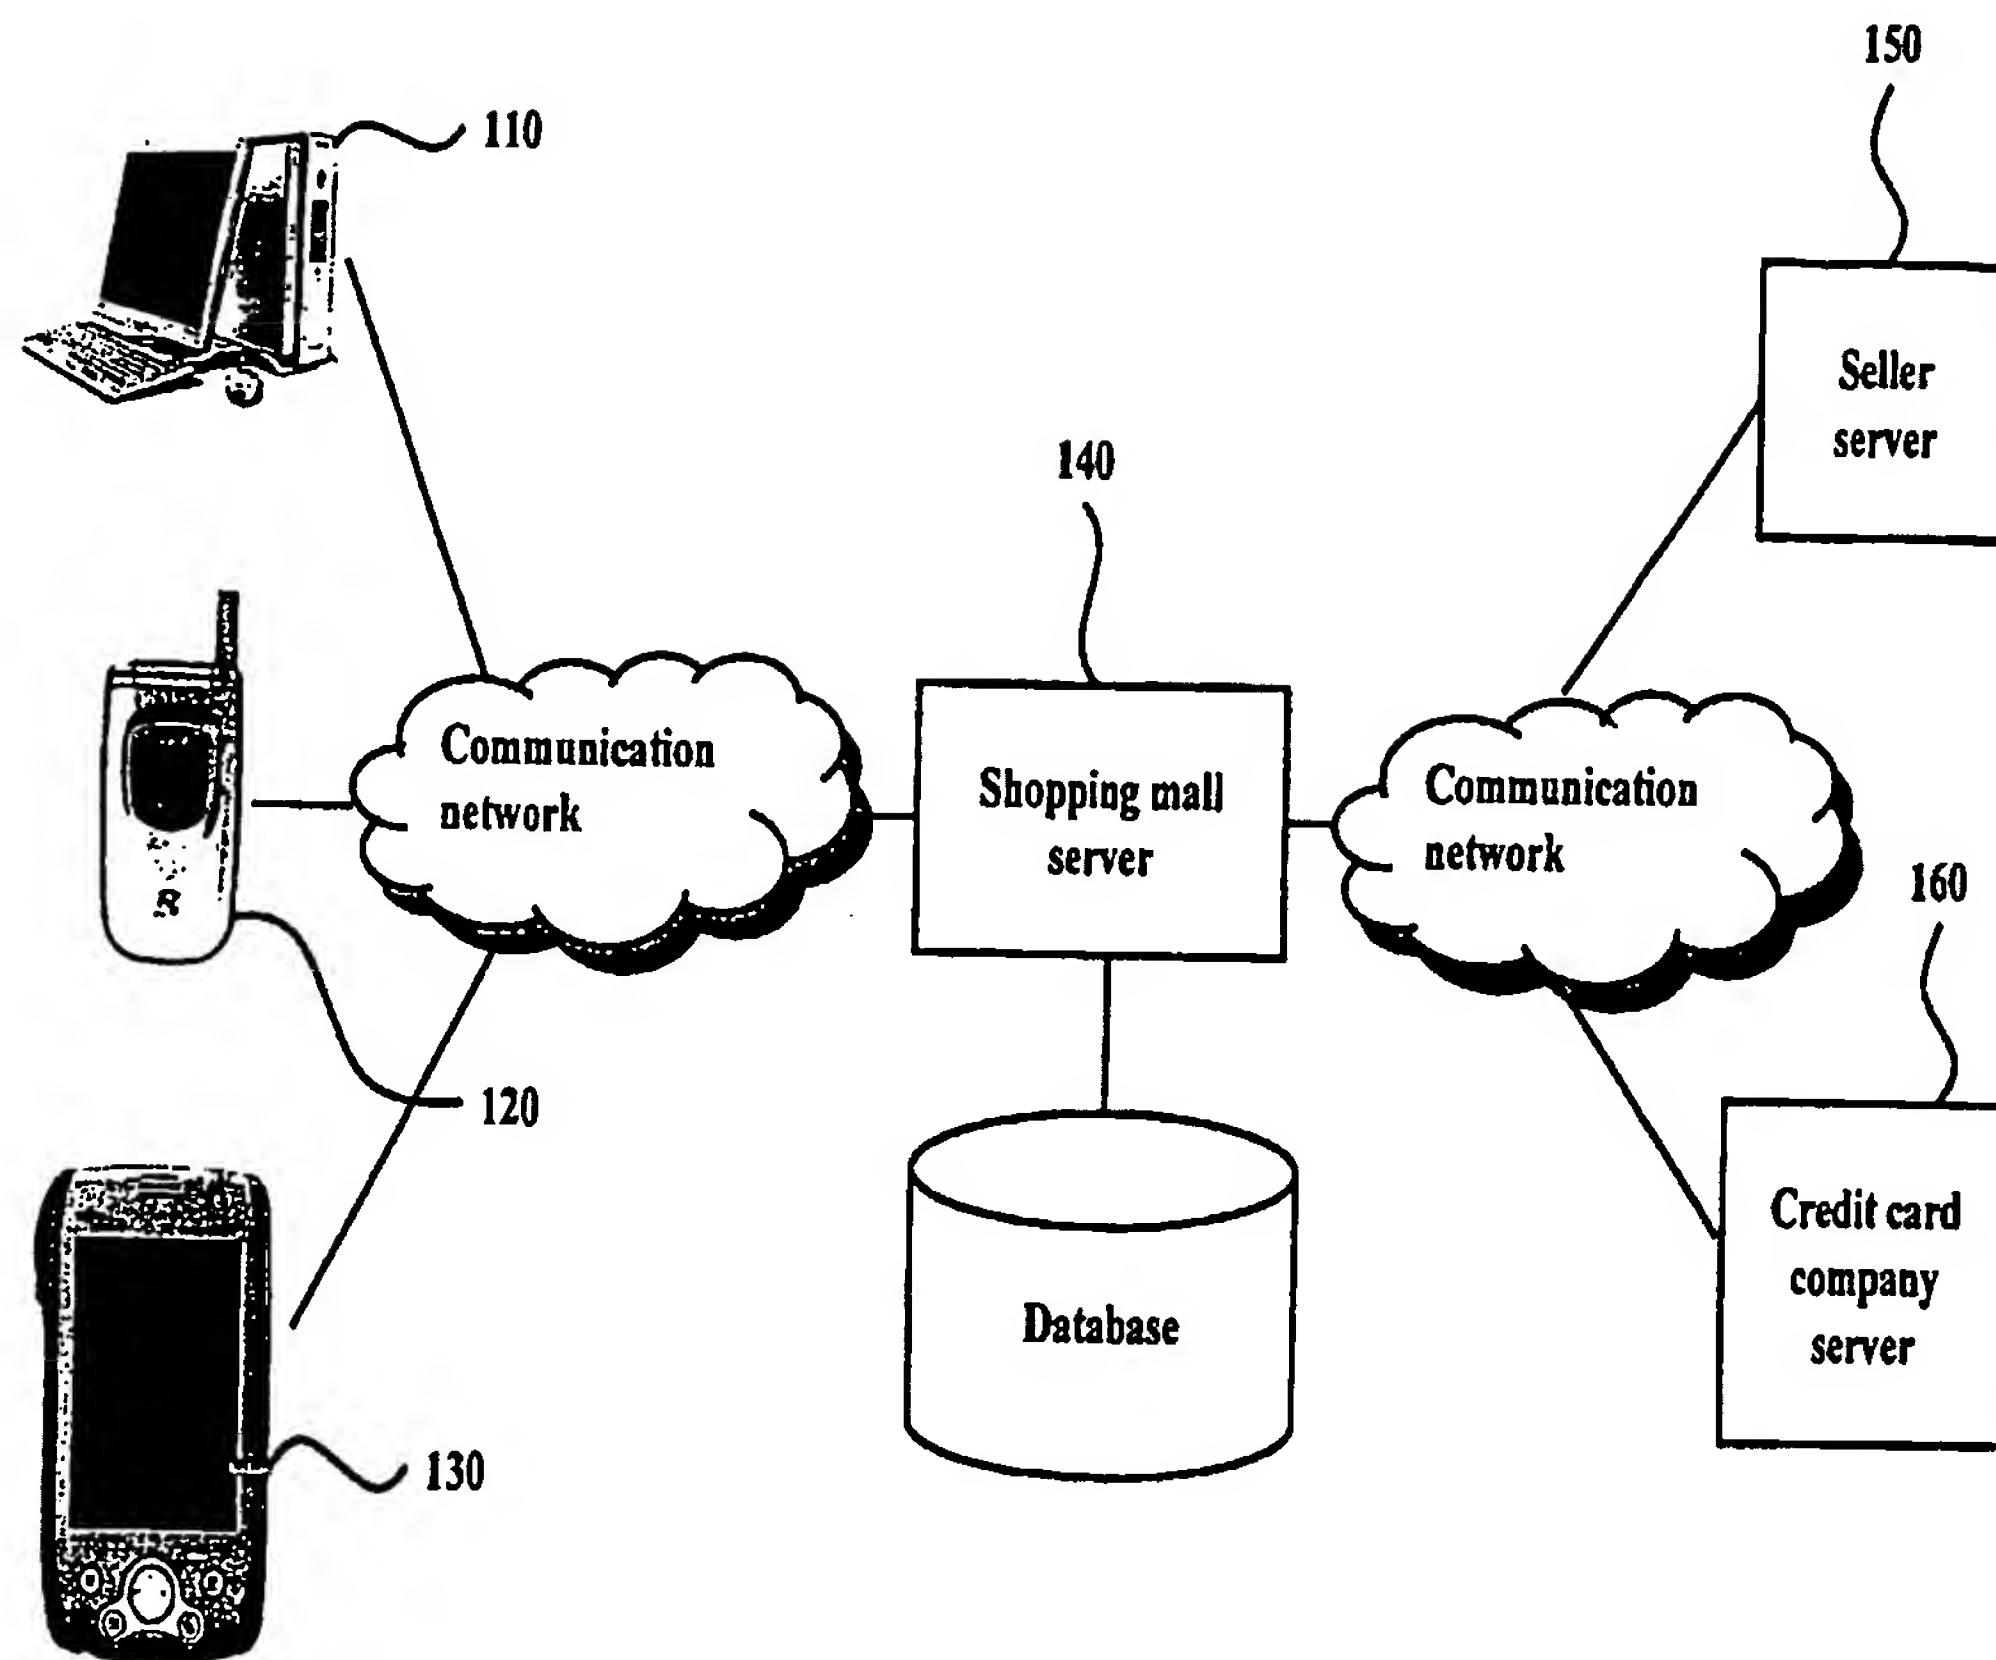 150
110
Seller
server
140
Communication
network
Shopping mall
server
Communication
network
160
120
Credit card
company
server
Database
130